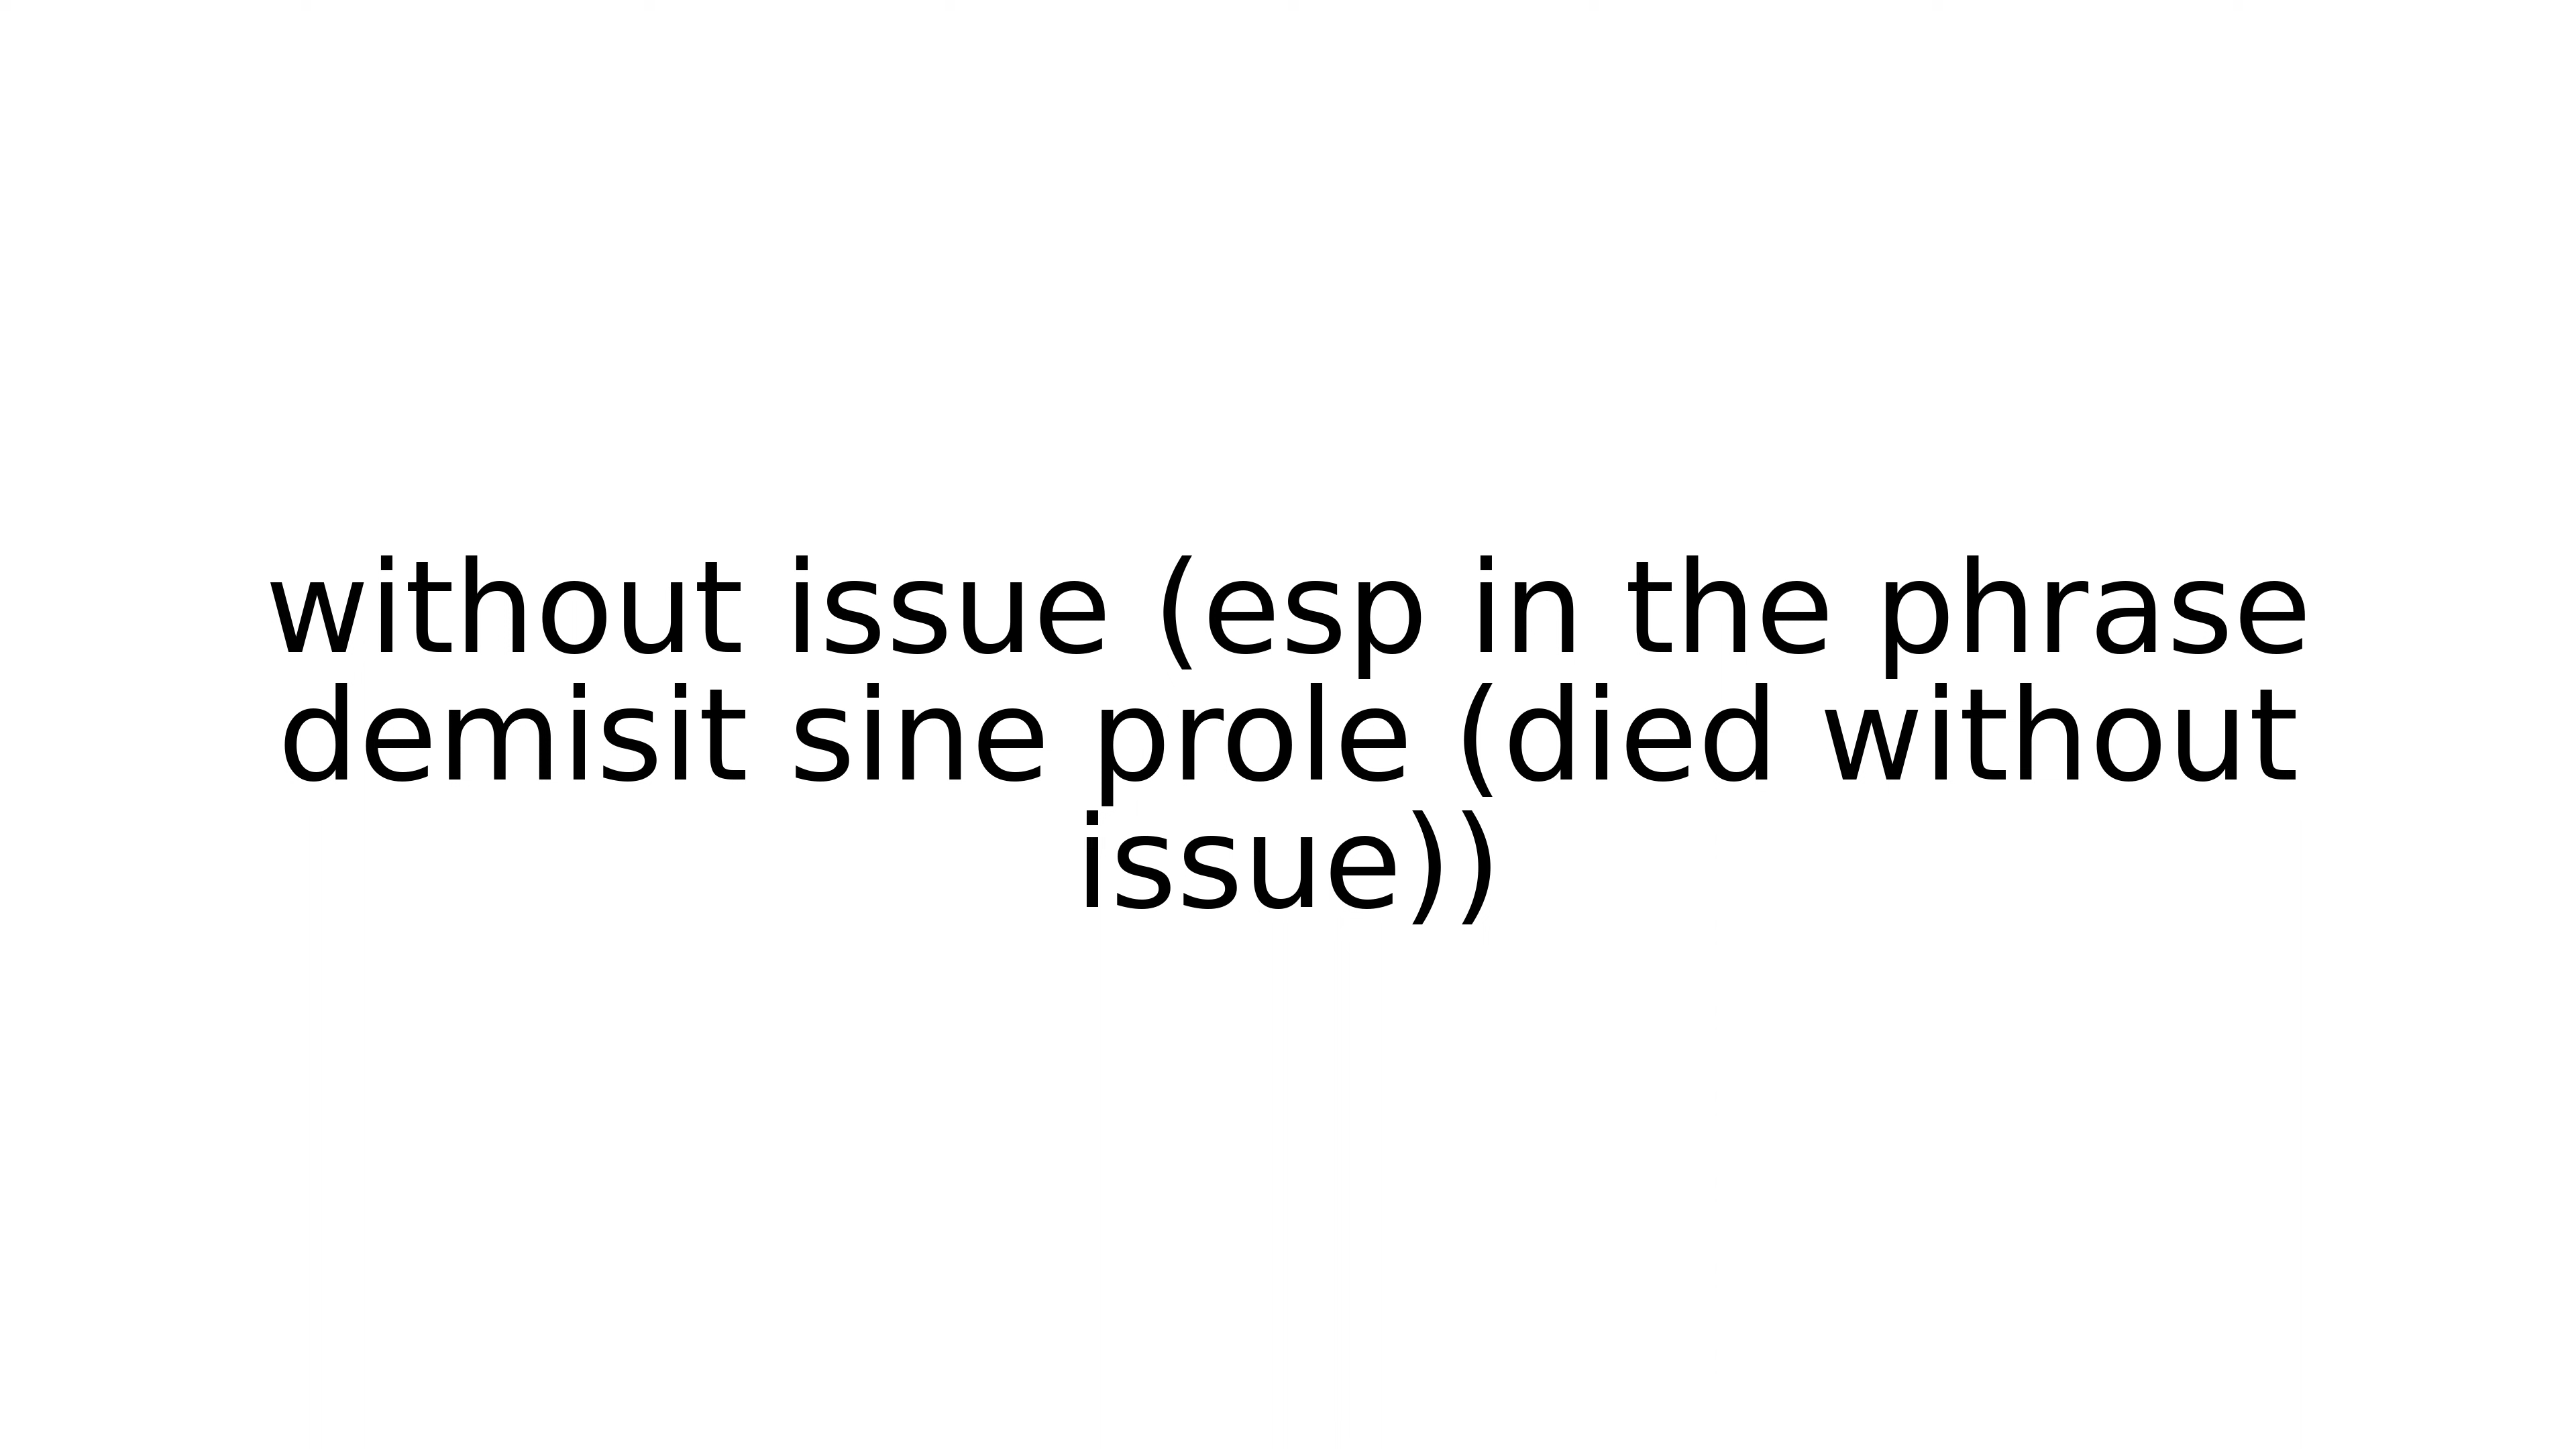 without issue (esp in the phrase
demisit sine prole (died without
issue))